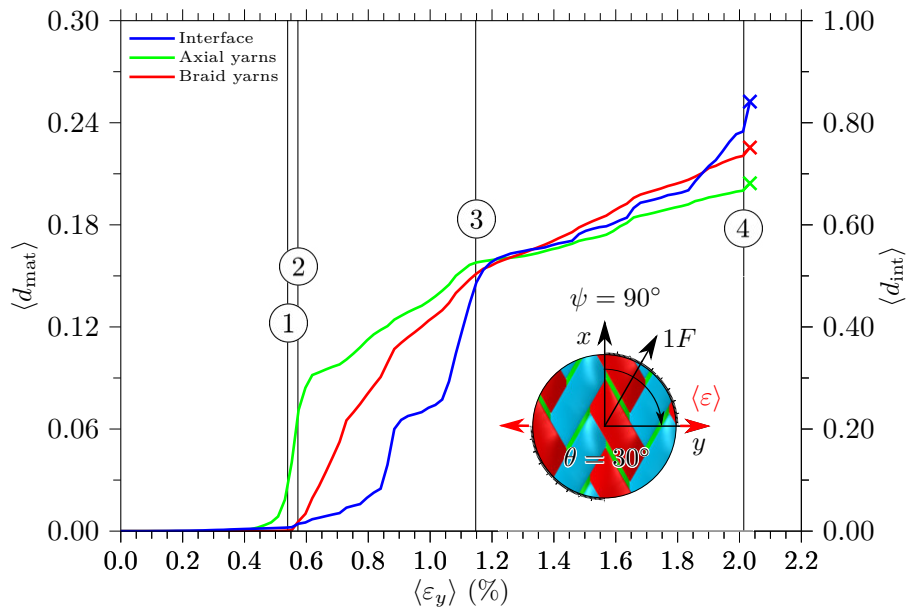 0.30
0.24
0.18
0.12
0.06
0.00
⟨d_mat⟩
1.00
0.80
0.60
0.40
0.20
0.00
⟨d_int⟩
Interface
Axial yarns
Braid yarns
1
2
3
4
ψ = 90°
x
1F
⟨ε⟩
y
θ = 30°
0.0 0.2 0.4 0.6 0.8 1.0 1.2 1.4 1.6 1.8 2.0 2.2
⟨ε_y⟩ (%)